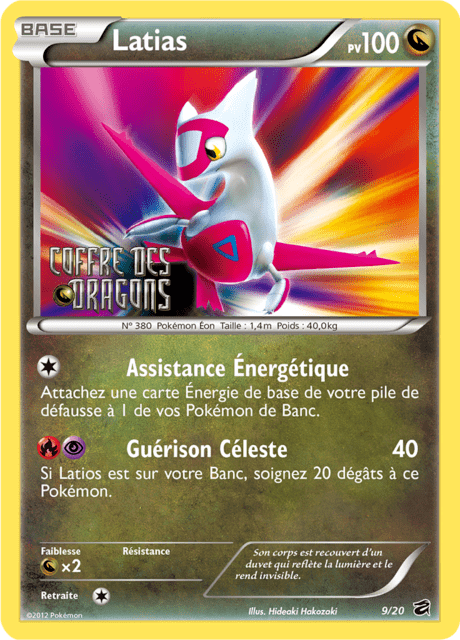 BASE Latias PV100
COFFRE DES
DRAGONS
N° 380 Pokémon Éon Taille : 1,4m Poids : 40,0kg
Assistance Énergétique
Attachez une carte Énergie de base de votre pile de
défausse à 1 de vos Pokémon de Banc.
Guérison Céleste 40
Si Latios est sur votre Banc, soignez 20 dégâts à ce
Pokémon.
Faiblesse Résistance
×2
Retraite
Son corps est recouvert d'un
duvet qui reflète la lumière et le
rend invisible.
©2012 Pokémon Illus. Hideaki Hakozaki 9/20